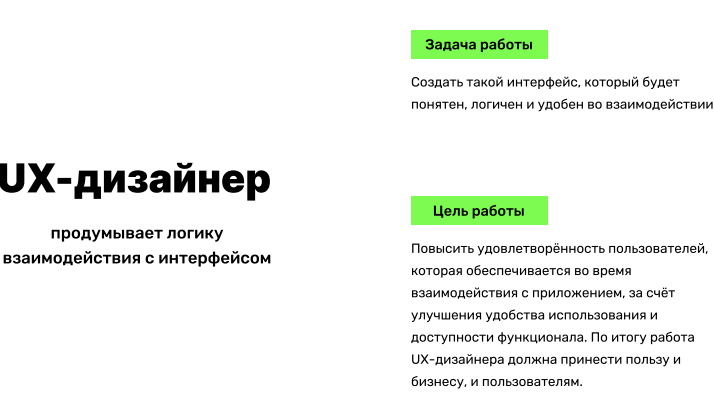 UX-дизайнер
продумывает логику
взаимодействия с интерфейсом
Задача работы
Создать такой интерфейс, который будет
понятен, логичен и удобен во взаимодействии
Цель работы
Повысить удовлетворённость пользователей,
которая обеспечивается во время
взаимодействия с приложением, за счёт
улучшения удобства использования и
доступности функционала. По итогу работа
UX-дизайнера должна принести пользу и
бизнесу, и пользователям.